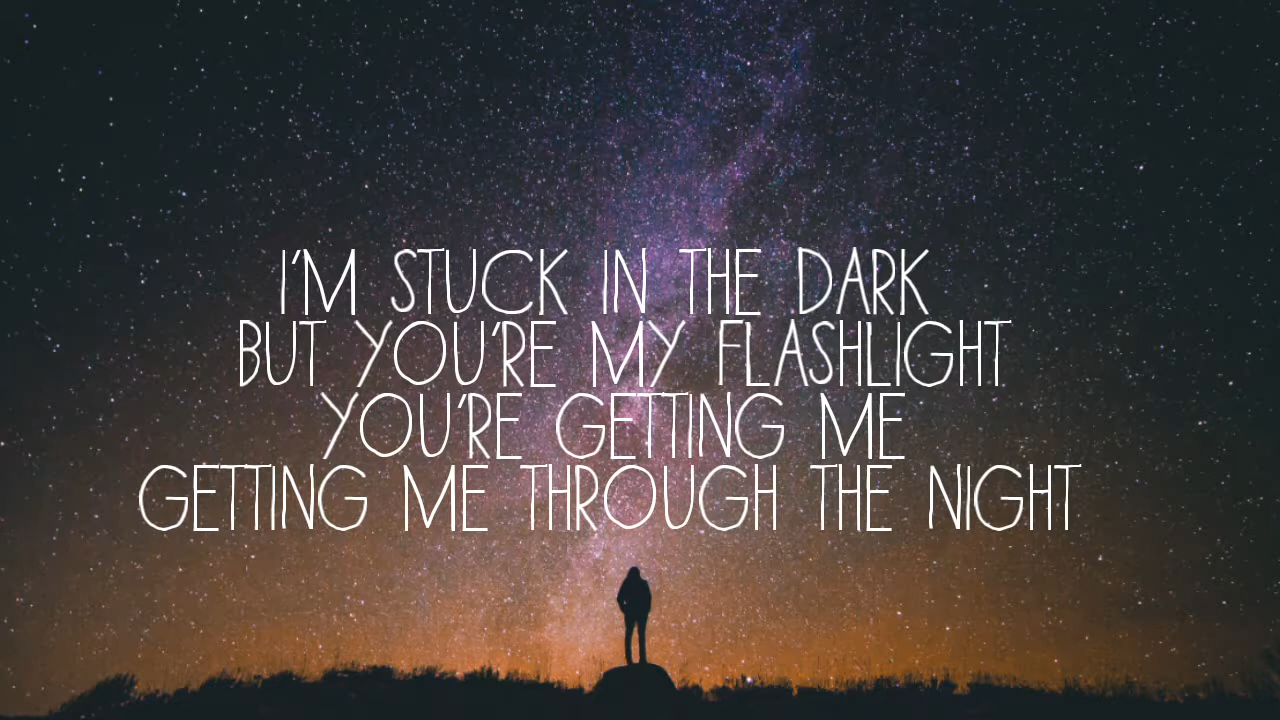 I'M STUCK IN THE DARK
BUT YOU'RE MY FLASHLIGHT
YOU'RE GETTING ME
GETTING ME THROUGH THE NIGHT